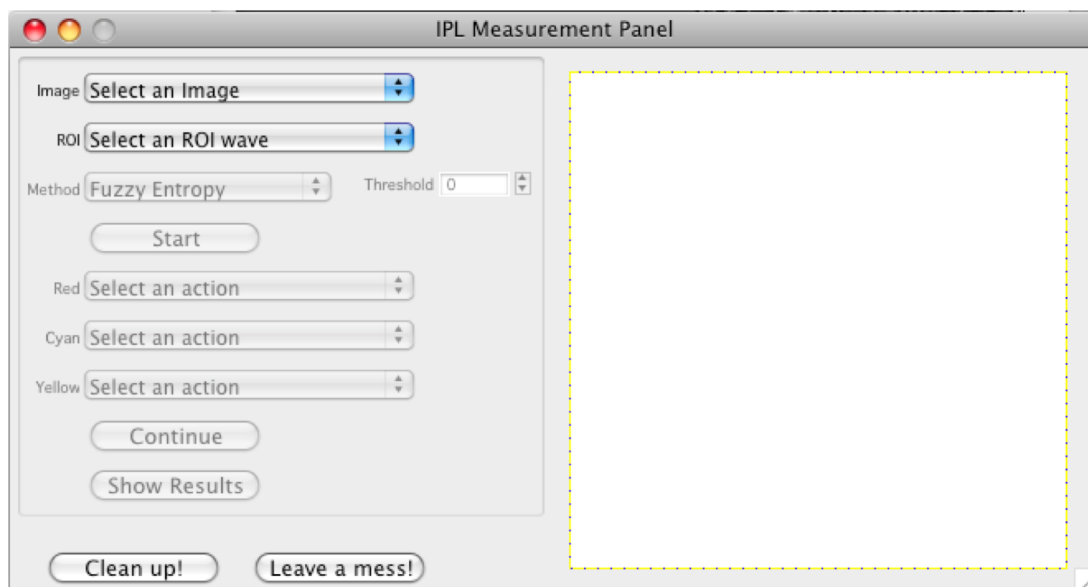 IPL Measurement Panel
Image Select an Image
ROI Select an ROI wave
Method Fuzzy Entropy Threshold 0
Start
Red Select an action
Cyan Select an action
Yellow Select an action
Continue
Show Results
Clean up! Leave a mess!